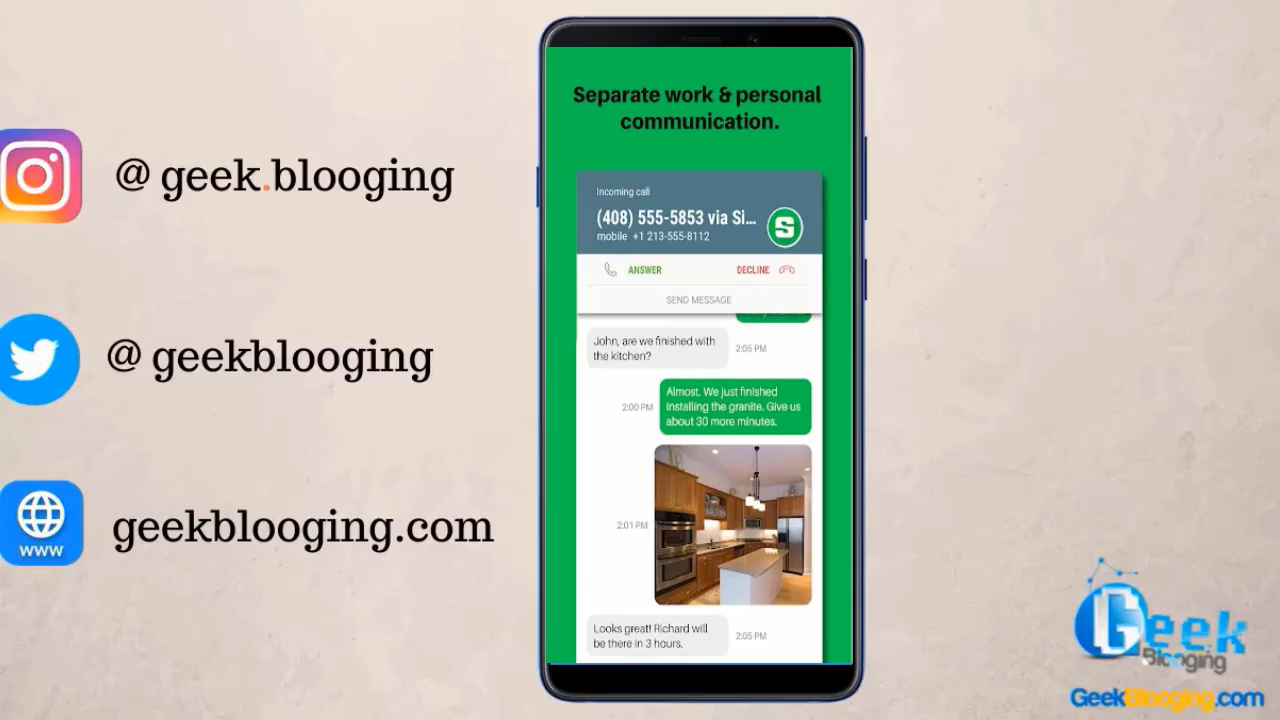 @ geek.blooging
@ geekblooging
www
geekblooging.com
Separate work & personal
communication.
Incoming call
(408) 555-5853 via Si...
mobile +1 213-555-8112
S
ANSWER
DECLINE
SEND MESSAGE
John, are we finished with
the kitchen?
2:05 PM
2:00 PM
Almost. We just finished
installing the granite. Give us
about 30 more minutes.
2:01 PM
Looks great! Richard will
be there in 3 hours.
2:05 PM
Geek
Blooging
GeekBlooging.com